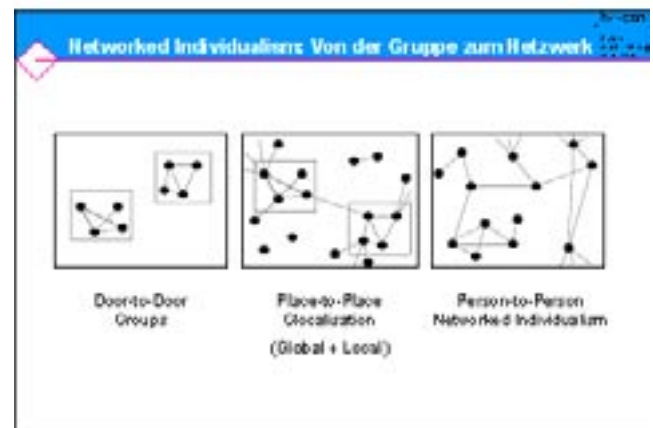 Networked Individualism: Von der Gruppe zum Netzwerk
Door-to-Door
Groups
Place-to-Place
Glocalization
(Global + Local)
Person-to-Person
Networked Individualism